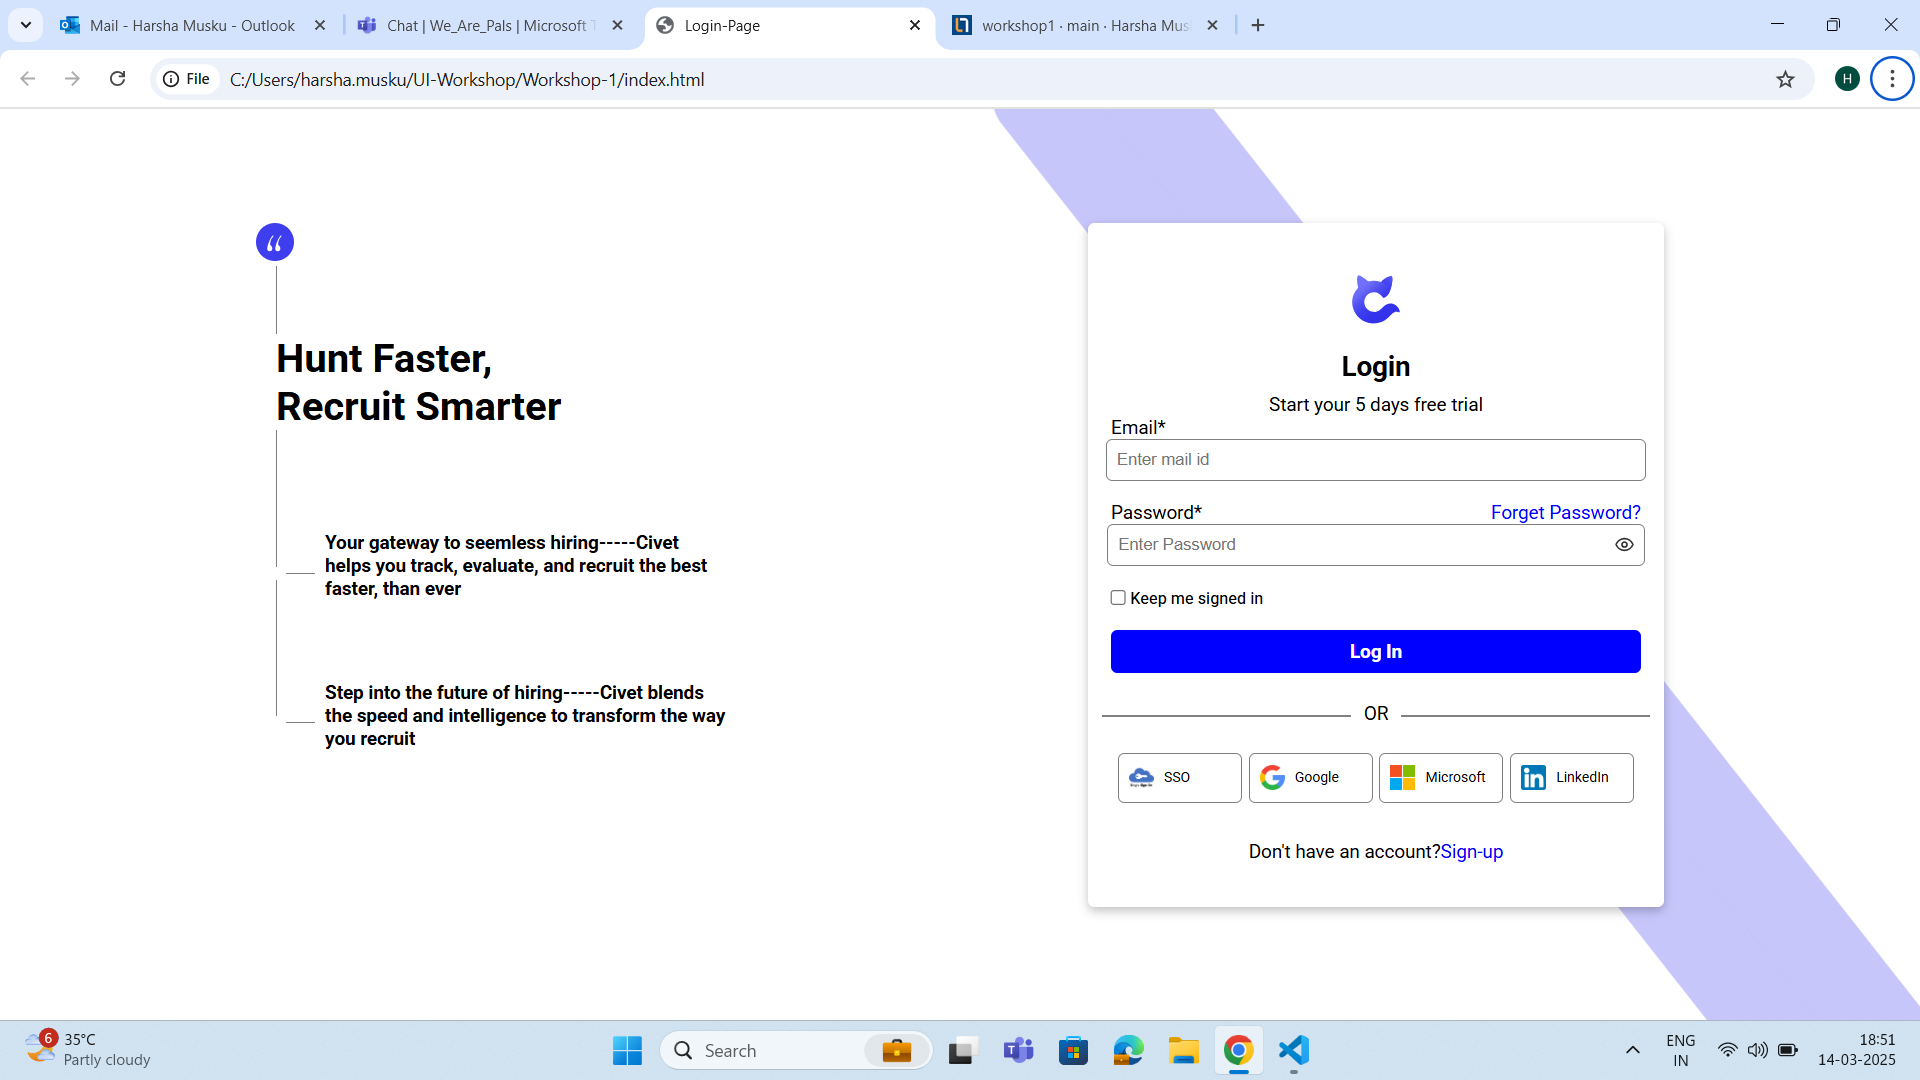 Mail - Harsha Musku - Outlook
Chat | We_Are_Pals | Microsoft T
Login-Page
workshop1 · main · Harsha Mus
File
C:/Users/harsha.musku/UI-Workshop/Workshop-1/index.html
H
Hunt Faster,
Recruit Smarter
Your gateway to seemless hiring-----Civet
helps you track, evaluate, and recruit the best
faster, than ever
Step into the future of hiring-----Civet blends
the speed and intelligence to transform the way
you recruit
Login
Start your 5 days free trial
Email*
Enter mail id
Password* Forget Password?
Enter Password
Keep me signed in
Log In
OR
SSO
Google
Microsoft
LinkedIn
Don't have an account?Sign-up
6
35°C
Partly cloudy
Search
ENG
IN
18:51
14-03-2025